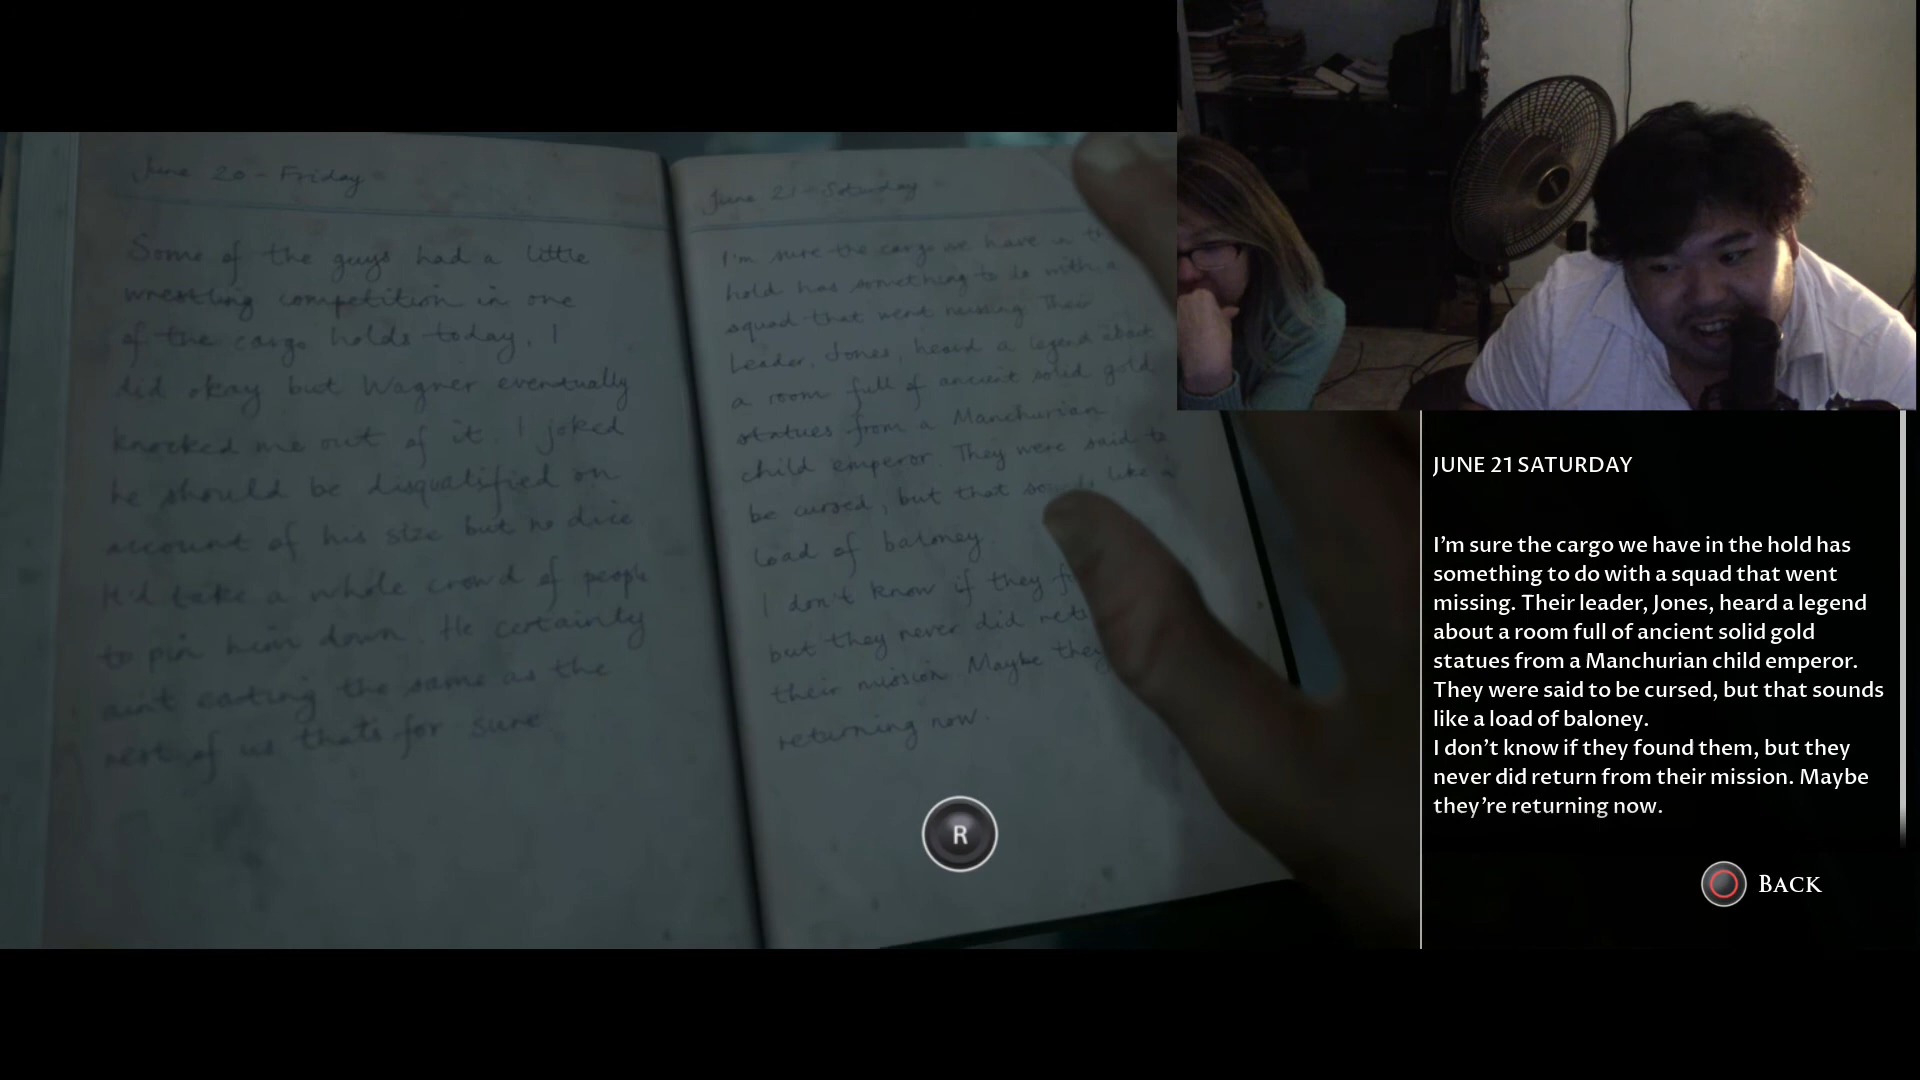 June 20 - Friday
Some of the guys had a little
wrestling competition in one
of the cargo holds today. I
did okay but Wagner eventually
knocked me out of it. I joked
he should be disqualified on
account of his size but no dice
It'd take a whole crowd of people
to pin him down. He certainly
aint eating the same as the
rest of us thats for sure
June 21 - Saturday
I'm sure the cargo we have in
hold has something to do with a
squad that went missing. Their
Leader, Jones, heard a legend about
a room full of ancient solid gold
statues from a Manchurian
child emperor. They were said to
be cursed, but that sounds like a
load of baloney.
I don't know if they
but they never did
their mission. Maybe they
returning now.
R
JUNE 21 SATURDAY
I'm sure the cargo we have in the hold has
something to do with a squad that went
missing. Their leader, Jones, heard a legend
about a room full of ancient solid gold
statues from a Manchurian child emperor.
They were said to be cursed, but that sounds
like a load of baloney.
I don't know if they found them, but they
never did return from their mission. Maybe
they're returning now.
BACK